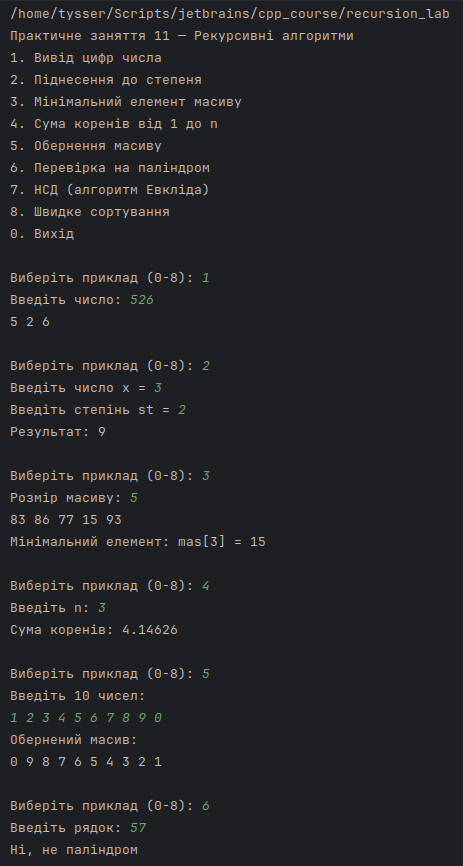 /home/tysser/Scripts/jetbrains/cpp_course/recursion_lab
Практичне заняття 11 — Рекурсивні алгоритми
1. Вивід цифр числа
2. Піднесення до степеня
3. Мінімальний елемент масиву
4. Сума коренів від 1 до n
5. Обернення масиву
6. Перевірка на паліндром
7. НСД (алгоритм Евкліда)
8. Швидке сортування
0. Вихід
Виберіть приклад (0-8): 1
Введіть число: 526
5 2 6
Виберіть приклад (0-8): 2
Введіть число x = 3
Введіть степінь st = 2
Результат: 9
Виберіть приклад (0-8): 3
Розмір масиву: 5
83 86 77 15 93
Мінімальний елемент: mas[3] = 15
Виберіть приклад (0-8): 4
Введіть n: 3
Сума коренів: 4.14626
Виберіть приклад (0-8): 5
Введіть 10 чисел:
1 2 3 4 5 6 7 8 9 0
Обернений масив:
0 9 8 7 6 5 4 3 2 1
Виберіть приклад (0-8): 6
Введіть рядок: 57
Ні, не паліндром